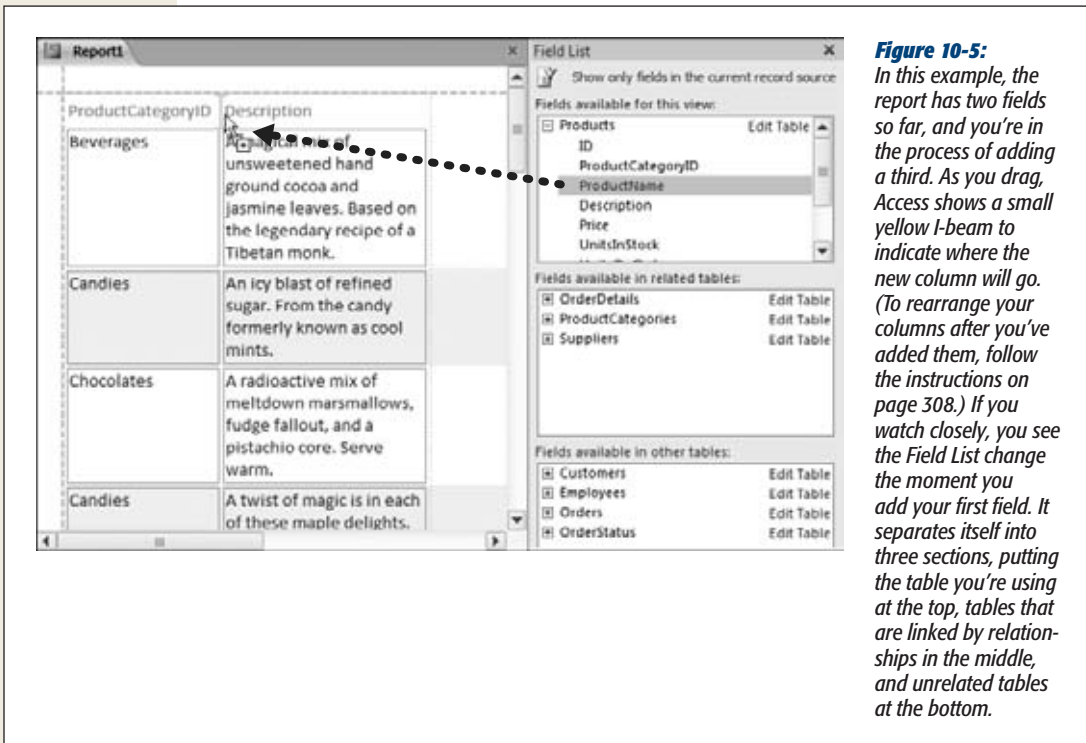 Report1
ProductCategoryID Description
Beverages
mix of
unsweetened hand
ground cocoa and
jasmine leaves. Based on
the legendary recipe of a
Tibetan monk.
Candies
An icy blast of refined
sugar. From the candy
formerly known as cool
mints.
Chocolates
A radioactive mix of
meltdown marsmallows,
fudge fallout, and a
pistachio core. Serve
warm.
Candies
A twist of magic is in each
of these maple delights.
Field List
Show only fields in the current record source
Fields available for this view:
Products Edit Table
ID
ProductCategoryID
ProductName
Description
Price
UnitsInStock
Fields available in related tables:
OrderDetails Edit Table
ProductCategories Edit Table
Suppliers Edit Table
Fields available in other tables:
Customers Edit Table
Employees Edit Table
Orders Edit Table
OrderStatus Edit Table
Figure 10-5:
In this example, the
report has two fields
so far, and you’re in
the process of adding
a third. As you drag,
Access shows a small
yellow I-beam to
indicate where the
new column will go.
(To rearrange your
columns after you’ve
added them, follow
the instructions on
page 308.) If you
watch closely, you see
the Field List change
the moment you
add your first field. It
separates itself into
three sections, putting
the table you’re using
at the top, tables that
are linked by relation-
ships in the middle,
and unrelated tables
at the bottom.